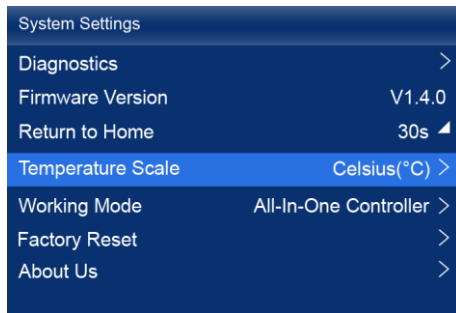 System Settings
Diagnostics >
Firmware Version V1.4.0
Return to Home 30s
Temperature Scale Celsius(°C) >
Working Mode All-In-One Controller >
Factory Reset >
About Us >